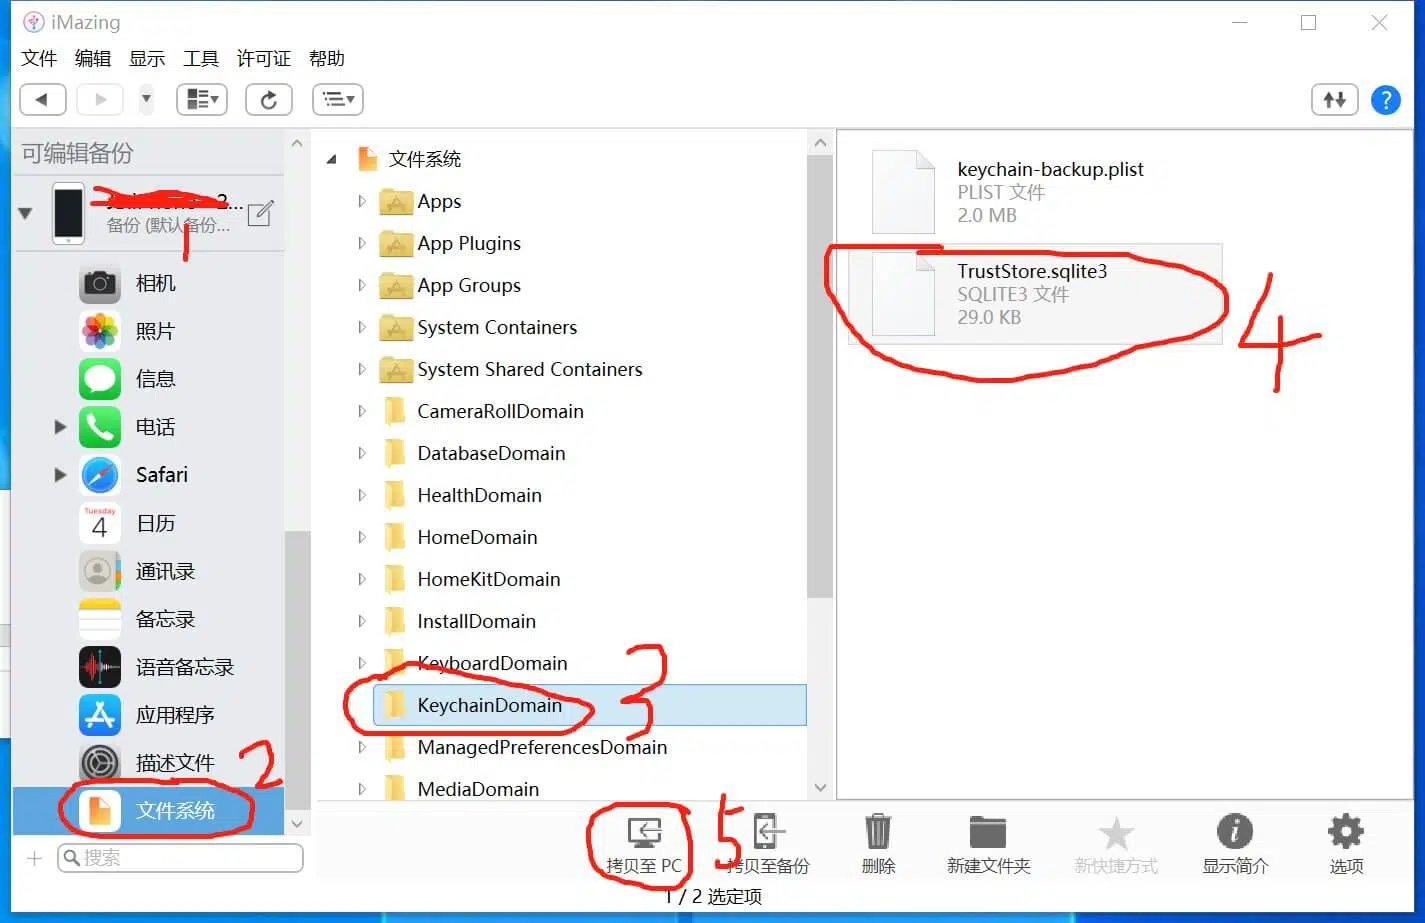 iMazing
文件 编辑 显示 工具 许可证 帮助
?
可编辑备份
备份 (默认备份...
1
相机
照片
信息
电话
Safari
Tuesday
4
日历
通讯录
备忘录
语音备忘录
应用程序
描述文件
2
文件系统
搜索
文件系统
Apps
App Plugins
App Groups
System Containers
System Shared Containers
CameraRollDomain
DatabaseDomain
HealthDomain
HomeDomain
HomeKitDomain
InstallDomain
KeyboardDomain
3
KeychainDomain
ManagedPreferencesDomain
MediaDomain
keychain-backup.plist
PLIST 文件
2.0 MB
TrustStore.sqlite3
SQLITE3 文件
29.0 KB
4
5
拷贝至 PC
拷贝至备份
删除
新建文件夹
新快捷方式
显示简介
选项
1 / 2 选定项